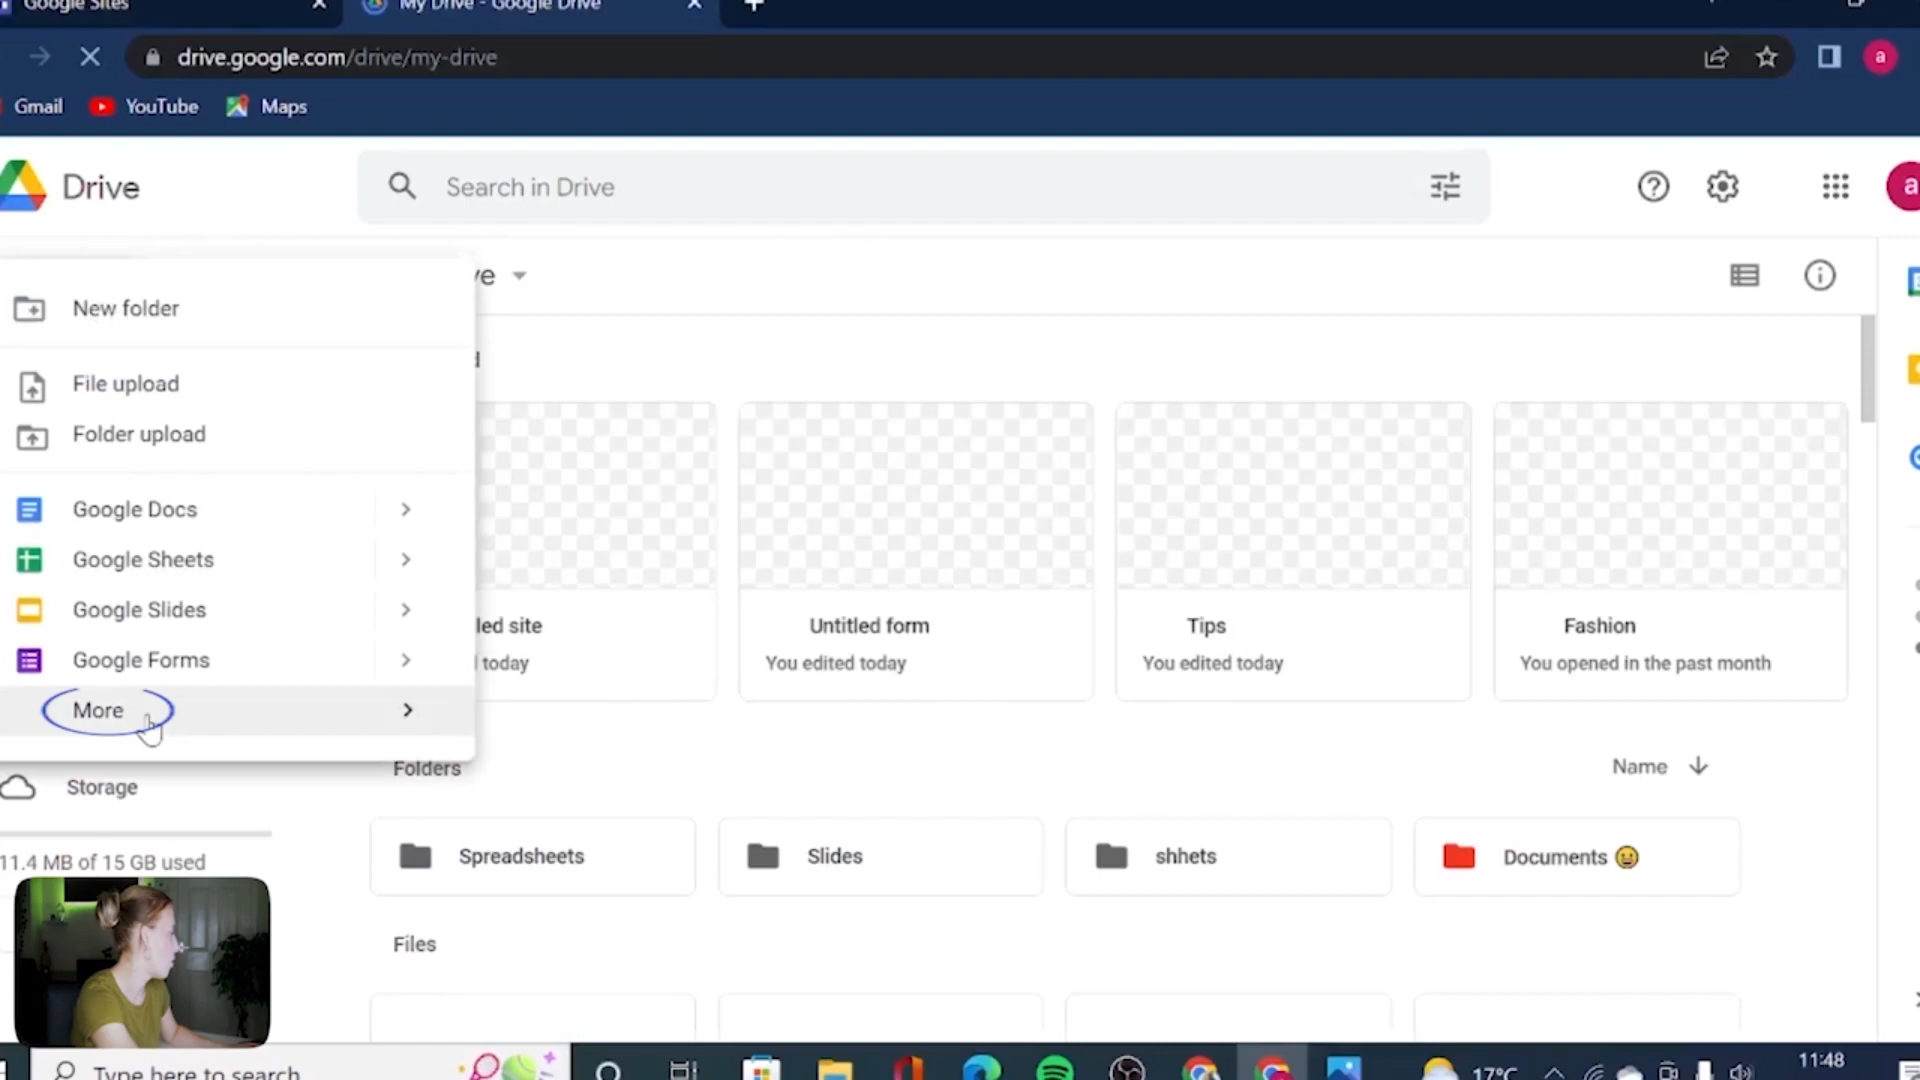 Google Sites
My Drive - Google Drive
drive.google.com/drive/my-drive
a
Gmail
YouTube
Maps
Drive
Search in Drive
a
ve
New folder
File upload
Folder upload
Google Docs
Google Sheets
Google Slides
Google Forms
More
led site
today
Untitled form
You edited today
Tips
You edited today
Fashion
You opened in the past month
Storage
11.4 MB of 15 GB used
Folders
Name
Spreadsheets
Slides
shhets
Documents 😀
Files
Type here to search
17°C
11:48